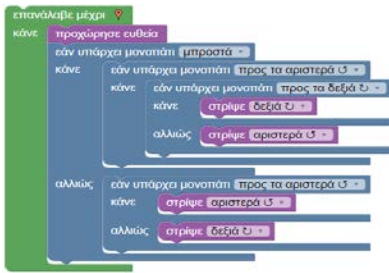 επανάλαβε μέχρι
κάνε προχώρησε ευθεία
εάν υπάρχει μονοπάτι μπροστά
κάνε εάν υπάρχει μονοπάτι προς τα αριστερά ↺
κάνε εάν υπάρχει μονοπάτι προς τα δεξιά ↻
κάνε στρίψε δεξιά ↻
αλλιώς στρίψε αριστερά ↺
αλλιώς εάν υπάρχει μονοπάτι προς τα αριστερά ↺
κάνε στρίψε αριστερά ↺
αλλιώς στρίψε δεξιά ↻